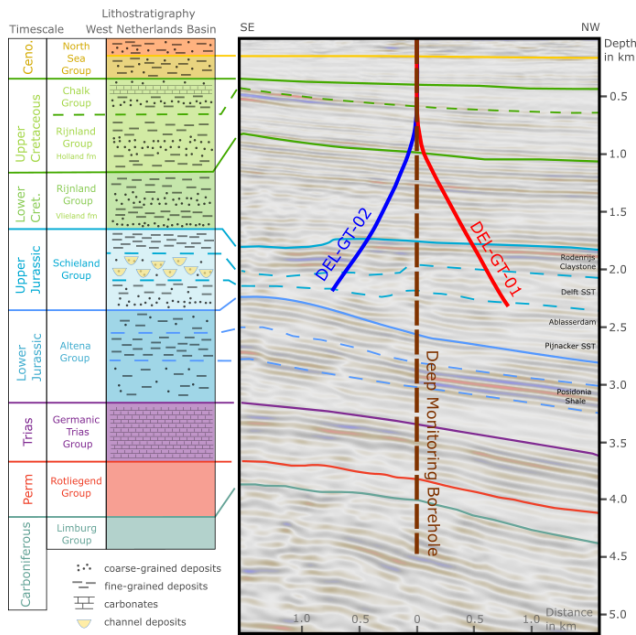 Lithostratigraphy
Timescale
West Netherlands Basin
SE
NW
Depth
in km
Ceno.
North
Sea
Group
Upper
Cretaceous
Chalk
Group
Rijnland
Group
Holland fm
Lower
Cret.
Rijnland
Group
Vlieland fm
Upper
Jurassic
Schieland
Group
Lower
Jurassic
Altena
Group
Trias
Germanic
Trias
Group
Perm
Rotliegend
Group
Carboniferous
Limburg
Group
coarse-grained deposits
fine-grained deposits
carbonates
channel deposits
DEL-GT-02
DEL-GT-01
Deep Monitoring Borehole
Rodenrijs
Claystone
Delft SST
Ablasserdam
Pijnacker SST
Posidonia
Shale
0.5
1.0
1.5
2.0
2.5
3.0
3.5
4.0
4.5
5.0
1.0
0.5
0
0.5
1.0
Distance
in km